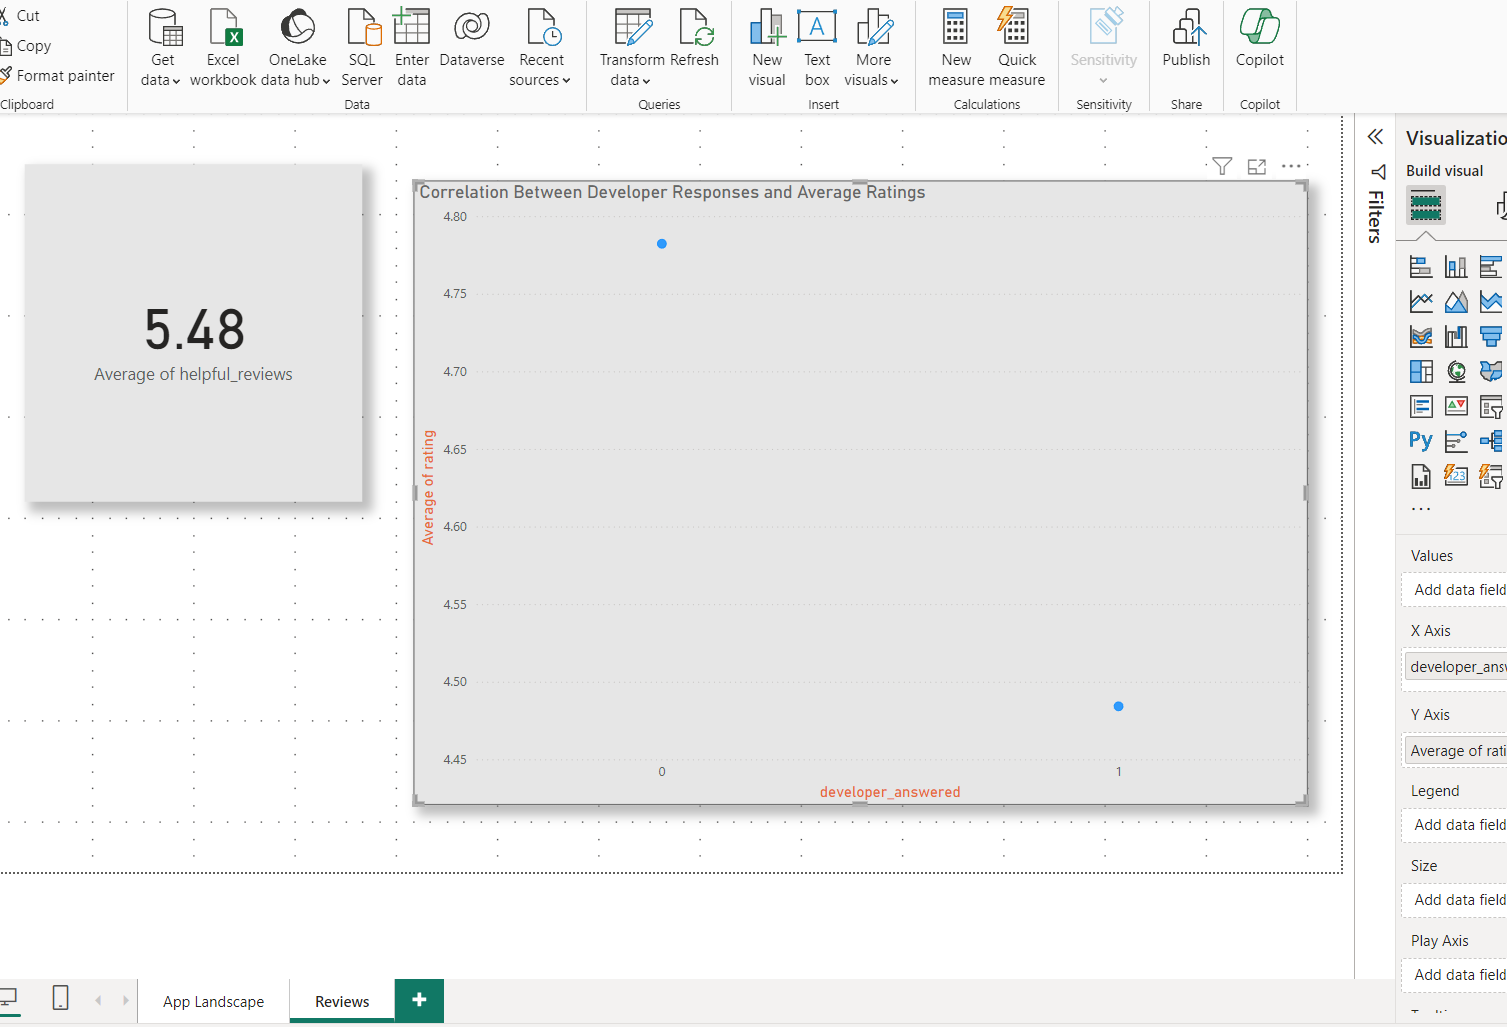 Cut
Copy
Format painter
Clipboard
Get data
Excel workbook
OneLake data hub
SQL Server
Enter data
Dataverse
Recent sources
Data
Transform data
Refresh
Queries
New visual
Text box
More visuals
Insert
New measure
Quick measure
Calculations
Sensitivity
Sensitivity
Publish
Share
Copilot
Copilot
5.48
Average of helpful_reviews
Correlation Between Developer Responses and Average Ratings
4.80
4.75
4.70
4.65
4.60
4.55
4.50
4.45
Average of rating
0
1
developer_answered
Filters
Visualizatio
Build visual
Py
123
Values
Add data field
X Axis
developer_ans
Y Axis
Average of rati
Legend
Add data field
Size
Add data field
Play Axis
Add data field
App Landscape
Reviews
+